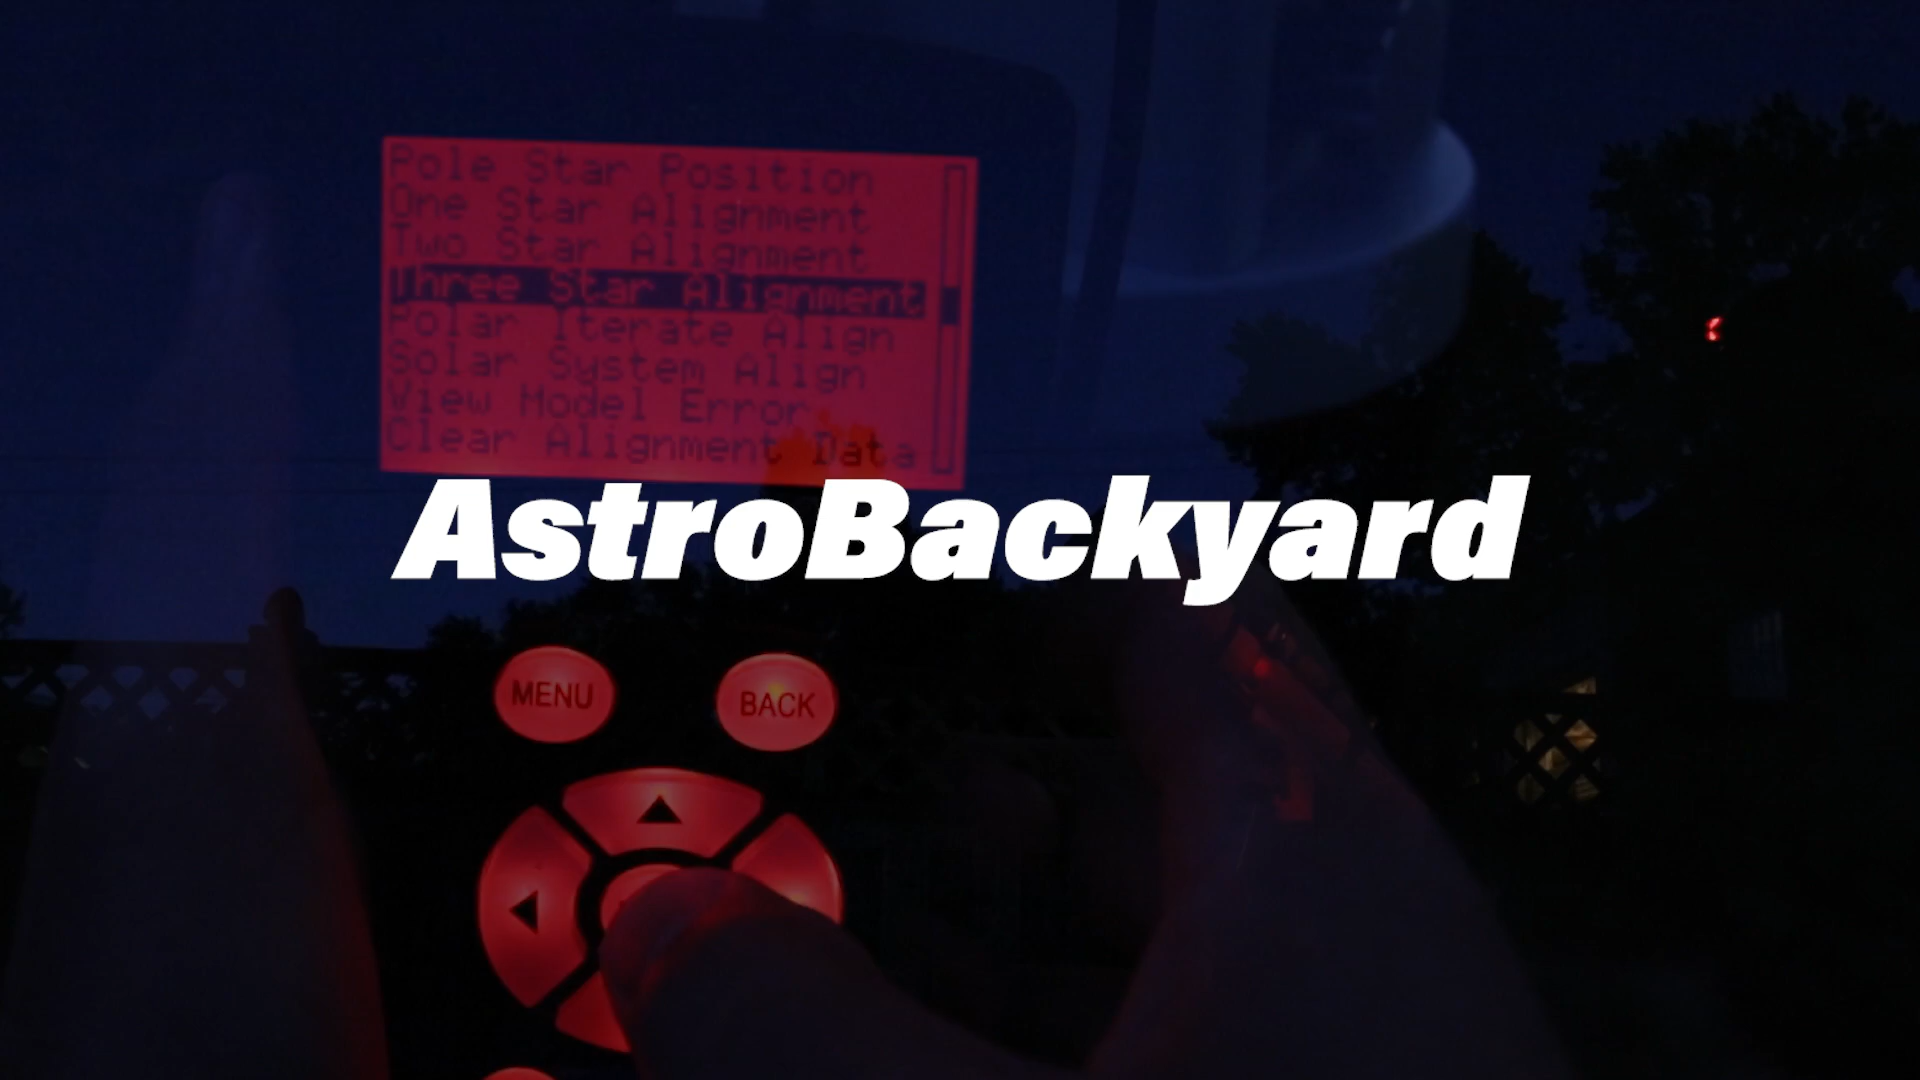 Pole Star Position
One Star Alignment
Two Star Alignment
Three Star Alignment
Polar Iterate Align
Solar System Align
View Model Error
Clear Alignment Data
AstroBackyard
MENU
BACK